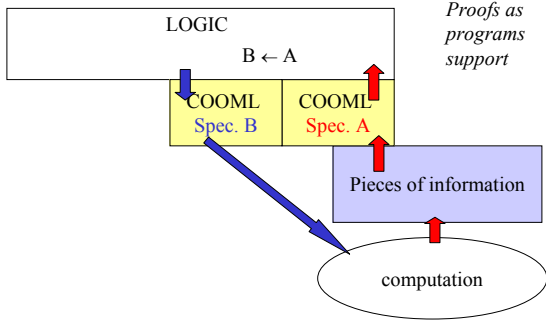 LOGIC
B ← A
Proofs as
programs
support
COOML
Spec. B
COOML
Spec. A
Pieces of information
computation